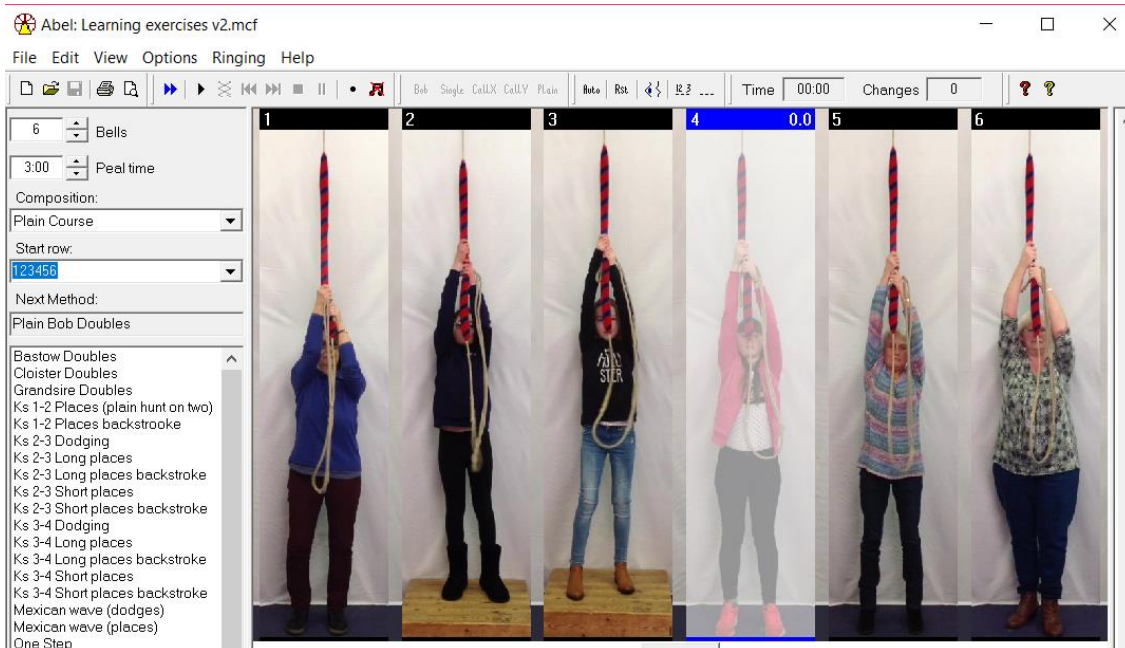 Abel: Learning exercises v2.mcf
File Edit View Options Ringing Help
Bob Single CallX CallY Plain Auto Rst Time 00:00 Changes 0
6 Bells
3:00 Peal time
Composition:
Plain Course
Start row:
123456
Next Method:
Plain Bob Doubles
Bastow Doubles
Cloister Doubles
Grandsire Doubles
Ks 1-2 Places (plain hunt on two)
Ks 1-2 Places backstrooke
Ks 2-3 Dodging
Ks 2-3 Long places
Ks 2-3 Long places backstroke
Ks 2-3 Short places
Ks 2-3 Short places backstroke
Ks 3-4 Dodging
Ks 3-4 Long places
Ks 3-4 Long places backstroke
Ks 3-4 Short places
Ks 3-4 Short places backstroke
Mexican wave (dodges)
Mexican wave (places)
One Step
1 2 3 4 0.0 5 6
STER